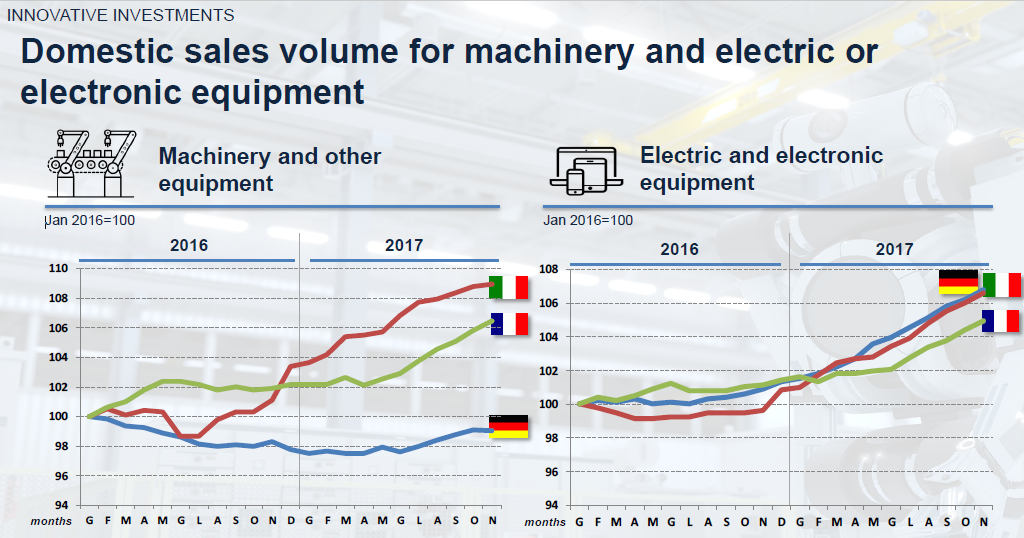 INNOVATIVE INVESTMENTS
Domestic sales volume for machinery and electric or
electronic equipment
Machinery and other
equipment
Jan 2016=100
2016 2017
110
108
106
104
102
100
98
96
94
months G F M A M G L A S O N D G F M A M G L A S O N
Electric and electronic
equipment
Jan 2016=100
2016 2017
108
106
104
102
100
98
96
94
months G F M A M G L A S O N D G F M A M G L A S O N